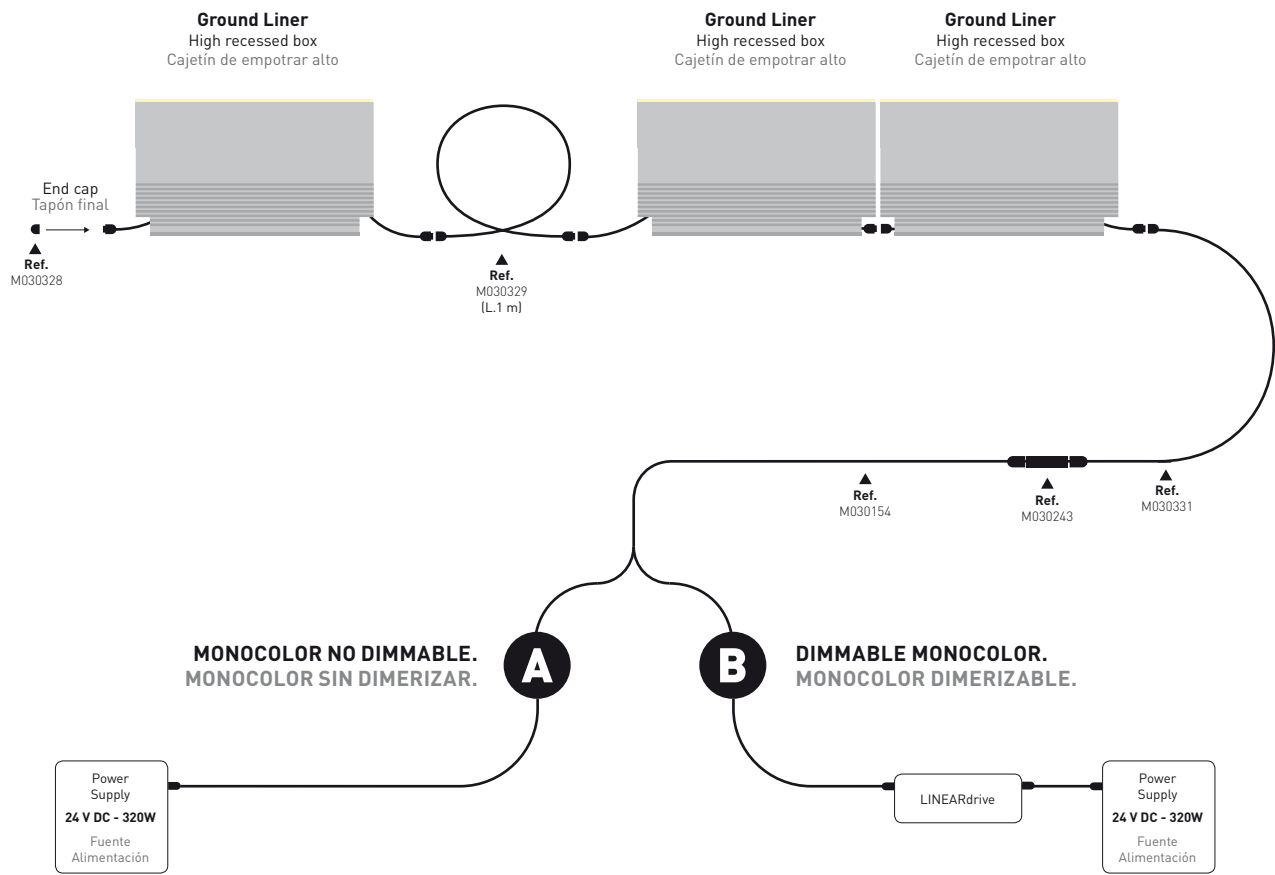 Ground Liner
High recessed box
Cajetín de empotrar alto
Ground Liner
High recessed box
Cajetín de empotrar alto
Ground Liner
High recessed box
Cajetín de empotrar alto
End cap
Tapón final
Ref.
M030328
Ref.
M030329
(L.1 m)
Ref.
M030154
Ref.
M030243
Ref.
M030331
MONOCOLOR NO DIMMABLE.
MONOCOLOR SIN DIMERIZAR.
A
B
DIMMABLE MONOCOLOR.
MONOCOLOR DIMERIZABLE.
Power
Supply
24 V DC - 320W
Fuente
Alimentación
LINEARdrive
Power
Supply
24 V DC - 320W
Fuente
Alimentación